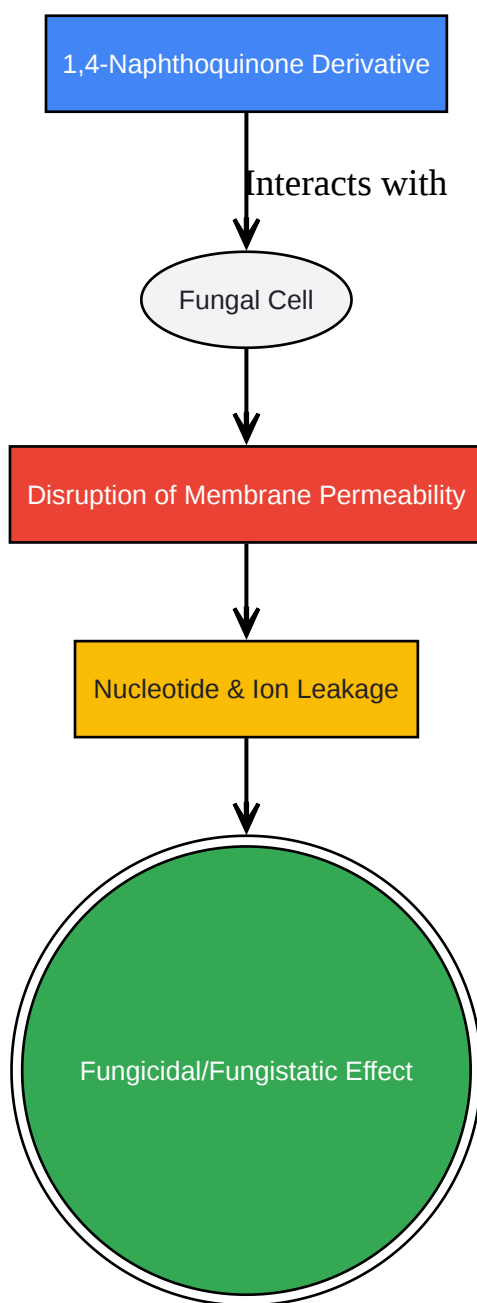 1,4-Naphthoquinone Derivative
Interacts with
Fungal Cell
Disruption of Membrane Permeability
Nucleotide & Ion Leakage
Fungicidal/Fungistatic Effect